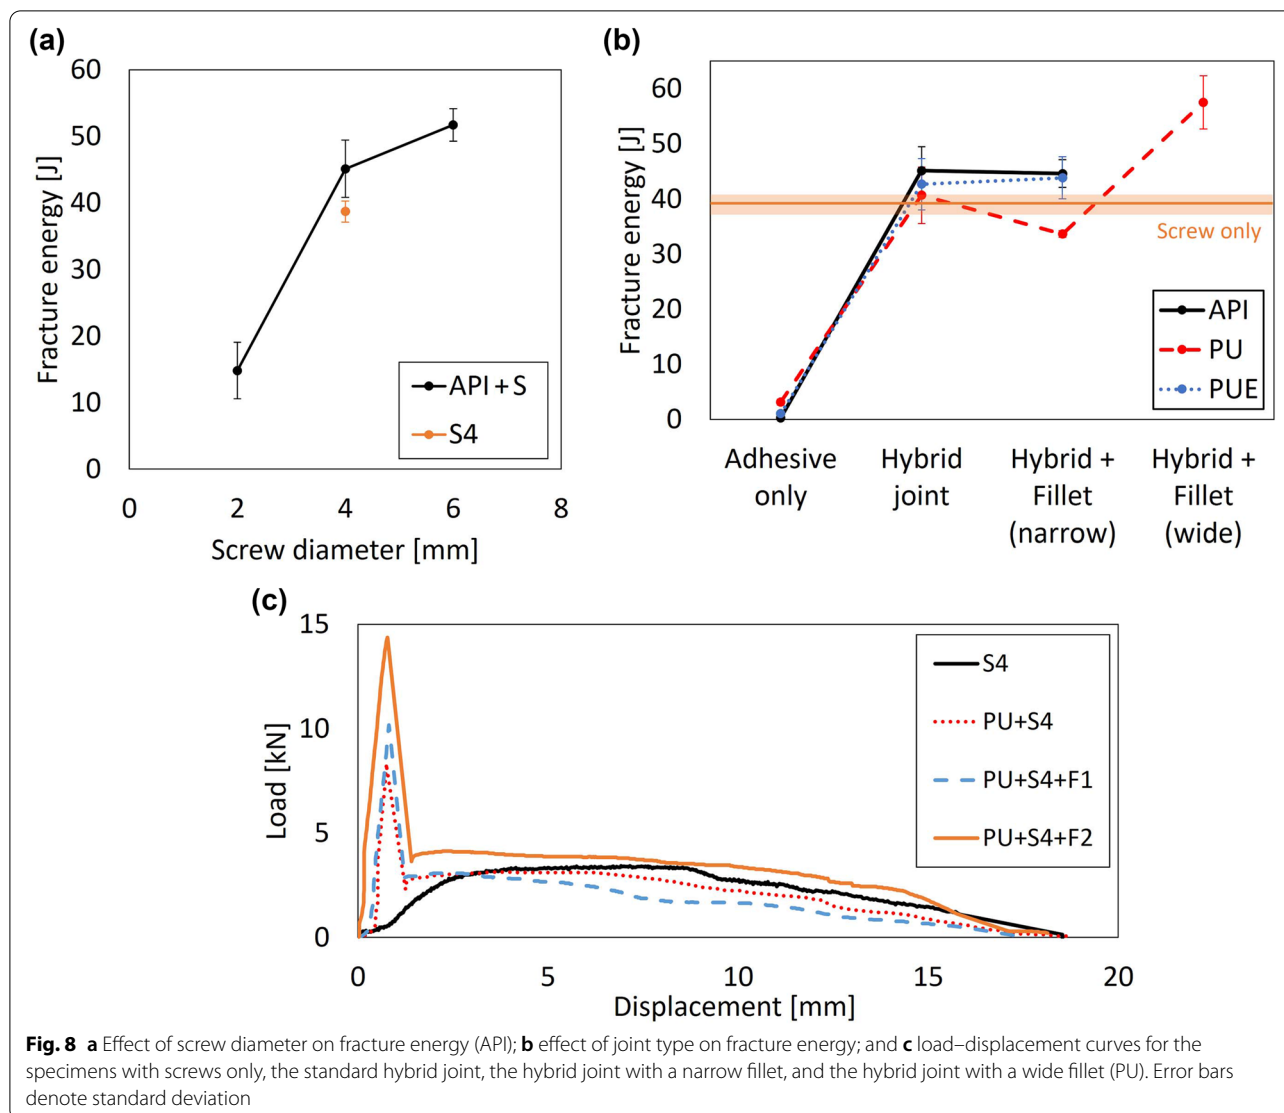 (a)
Fracture energy [J]
60
50
40
30
20
10
0
0 2 4 6 8
Screw diameter [mm]
API + S
S4
(b)
Fracture energy [J]
60
50
40
30
20
10
0
Screw only
API
PU
PUE
Adhesive only
Hybrid joint
Hybrid + Fillet (narrow)
Hybrid + Fillet (wide)
(c)
Load [kN]
15
10
5
0
0 5 10 15 20
Displacement [mm]
S4
PU+S4
PU+S4+F1
PU+S4+F2
Fig. 8 a Effect of screw diameter on fracture energy (API); b effect of joint type on fracture energy; and c load–displacement curves for the
specimens with screws only, the standard hybrid joint, the hybrid joint with a narrow fillet, and the hybrid joint with a wide fillet (PU). Error bars
denote standard deviation